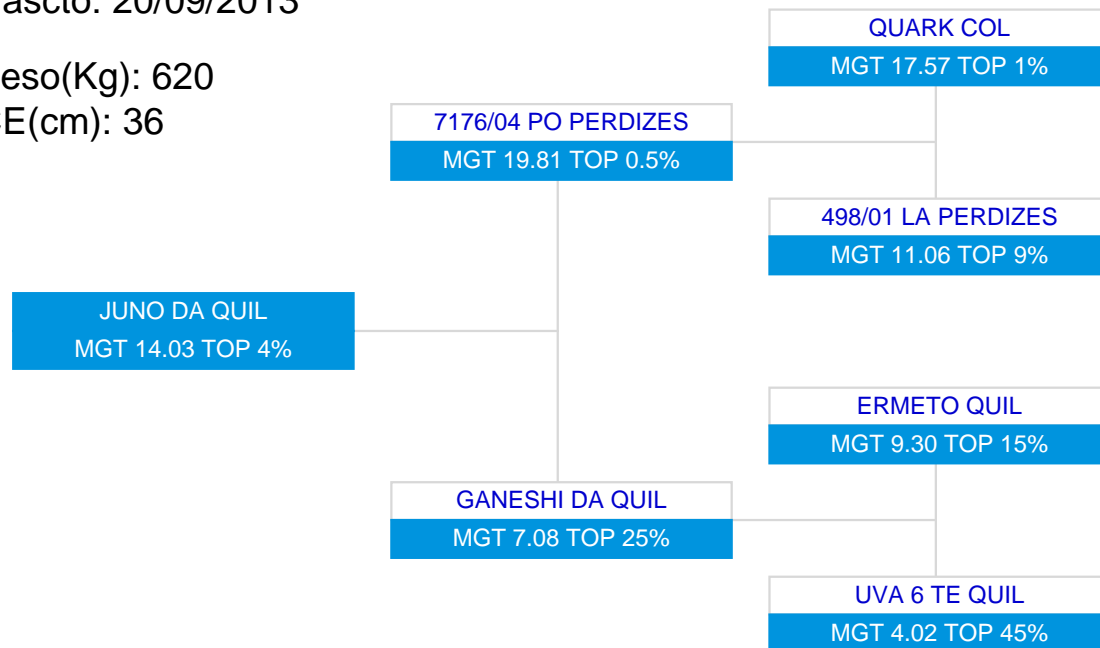 ascto: 20/09/2013
eso(Kg): 620
E(cm): 36
QUARK COL
MGT 17.57 TOP 1%
7176/04 PO PERDIZES
MGT 19.81 TOP 0.5%
498/01 LA PERDIZES
MGT 11.06 TOP 9%
JUNO DA QUIL
MGT 14.03 TOP 4%
ERMETO QUIL
MGT 9.30 TOP 15%
GANESHI DA QUIL
MGT 7.08 TOP 25%
UVA 6 TE QUIL
MGT 4.02 TOP 45%